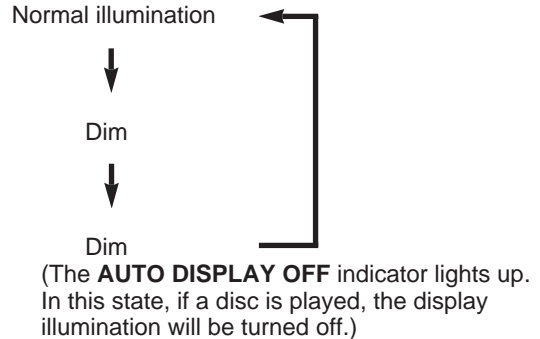 Normal illumination
Dim
Dim
(The AUTO DISPLAY OFF indicator lights up.
In this state, if a disc is played, the display
illumination will be turned off.)